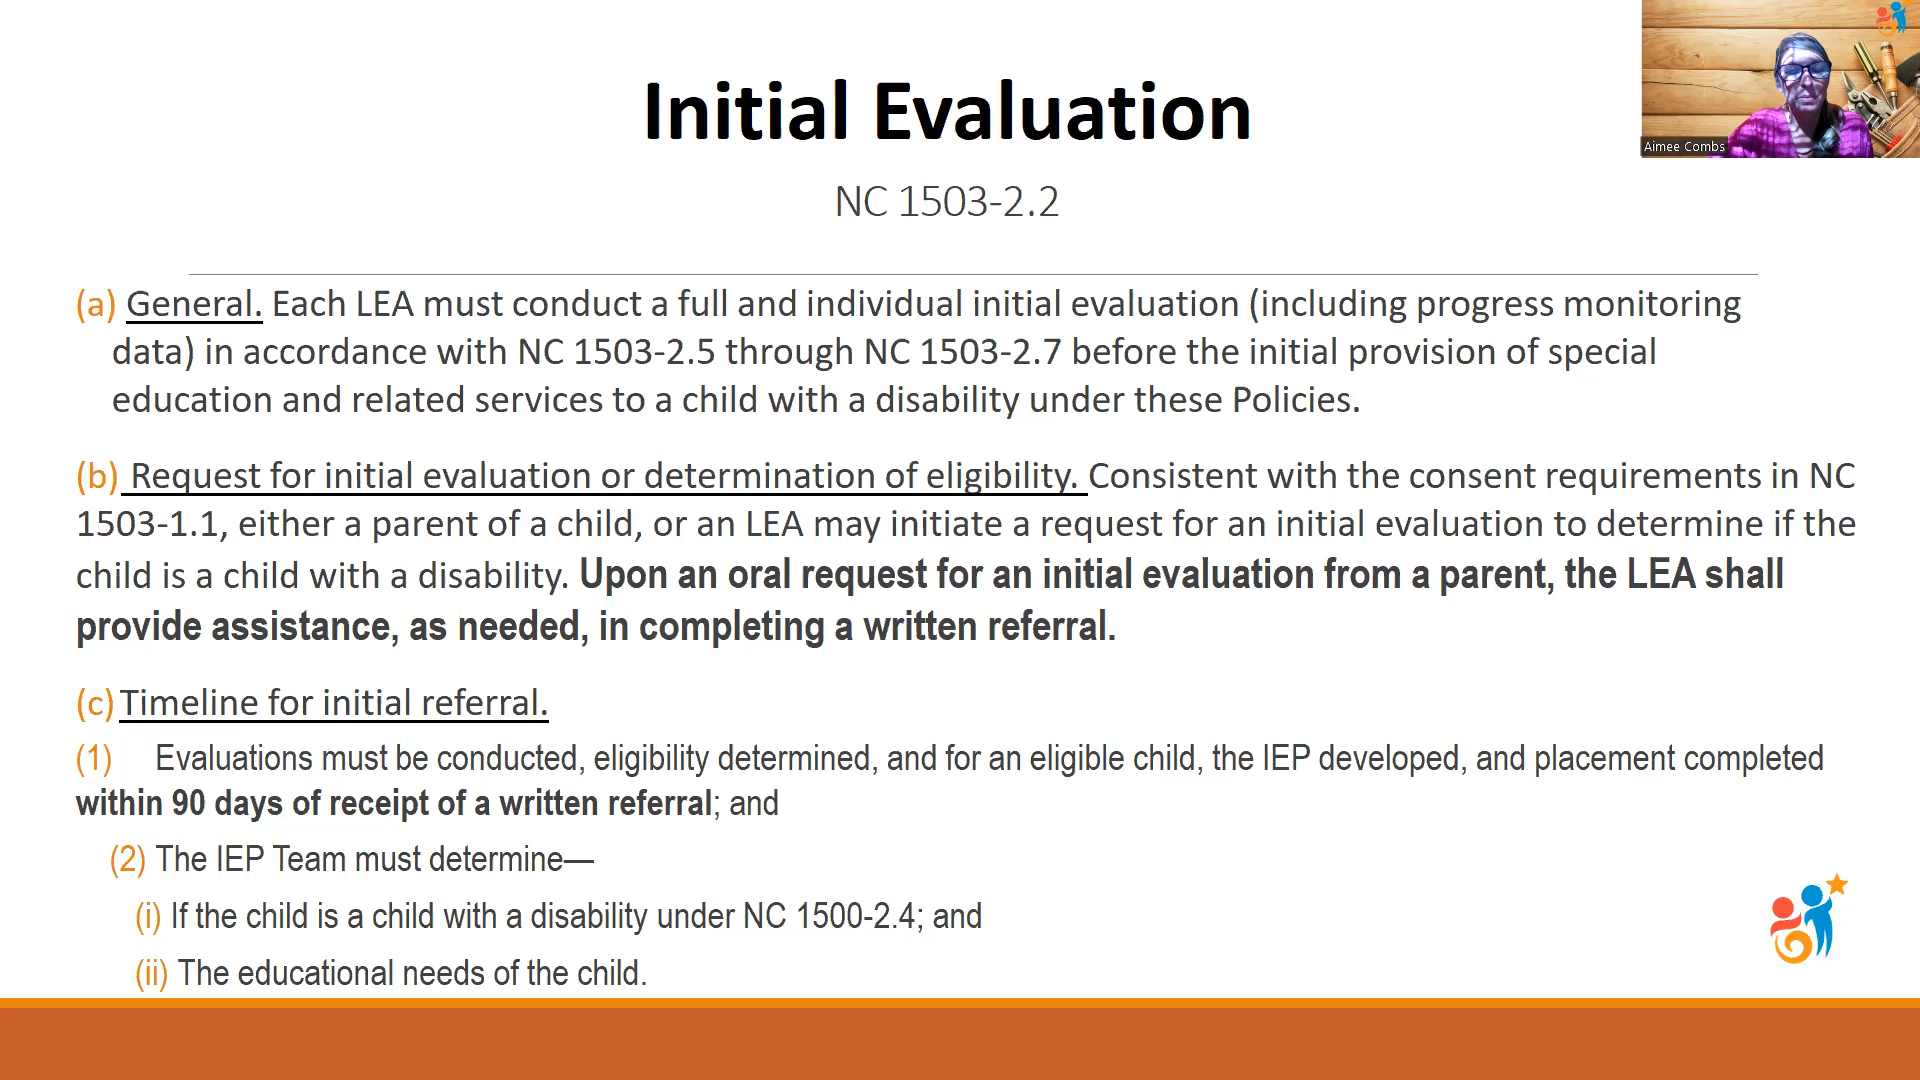 Initial Evaluation
Aimee Combs
NC 1503-2.2
(a) General. Each LEA must conduct a full and individual initial evaluation (including progress monitoring
data) in accordance with NC 1503-2.5 through NC 1503-2.7 before the initial provision of special
education and related services to a child with a disability under these Policies.
(b) Request for initial evaluation or determination of eligibility. Consistent with the consent requirements in NC
1503-1.1, either a parent of a child, or an LEA may initiate a request for an initial evaluation to determine if the
child is a child with a disability. Upon an oral request for an initial evaluation from a parent, the LEA shall
provide assistance, as needed, in completing a written referral.
(c) Timeline for initial referral.
(1) Evaluations must be conducted, eligibility determined, and for an eligible child, the IEP developed, and placement completed
within 90 days of receipt of a written referral; and
(2) The IEP Team must determine—
(i) If the child is a child with a disability under NC 1500-2.4; and
(ii) The educational needs of the child.